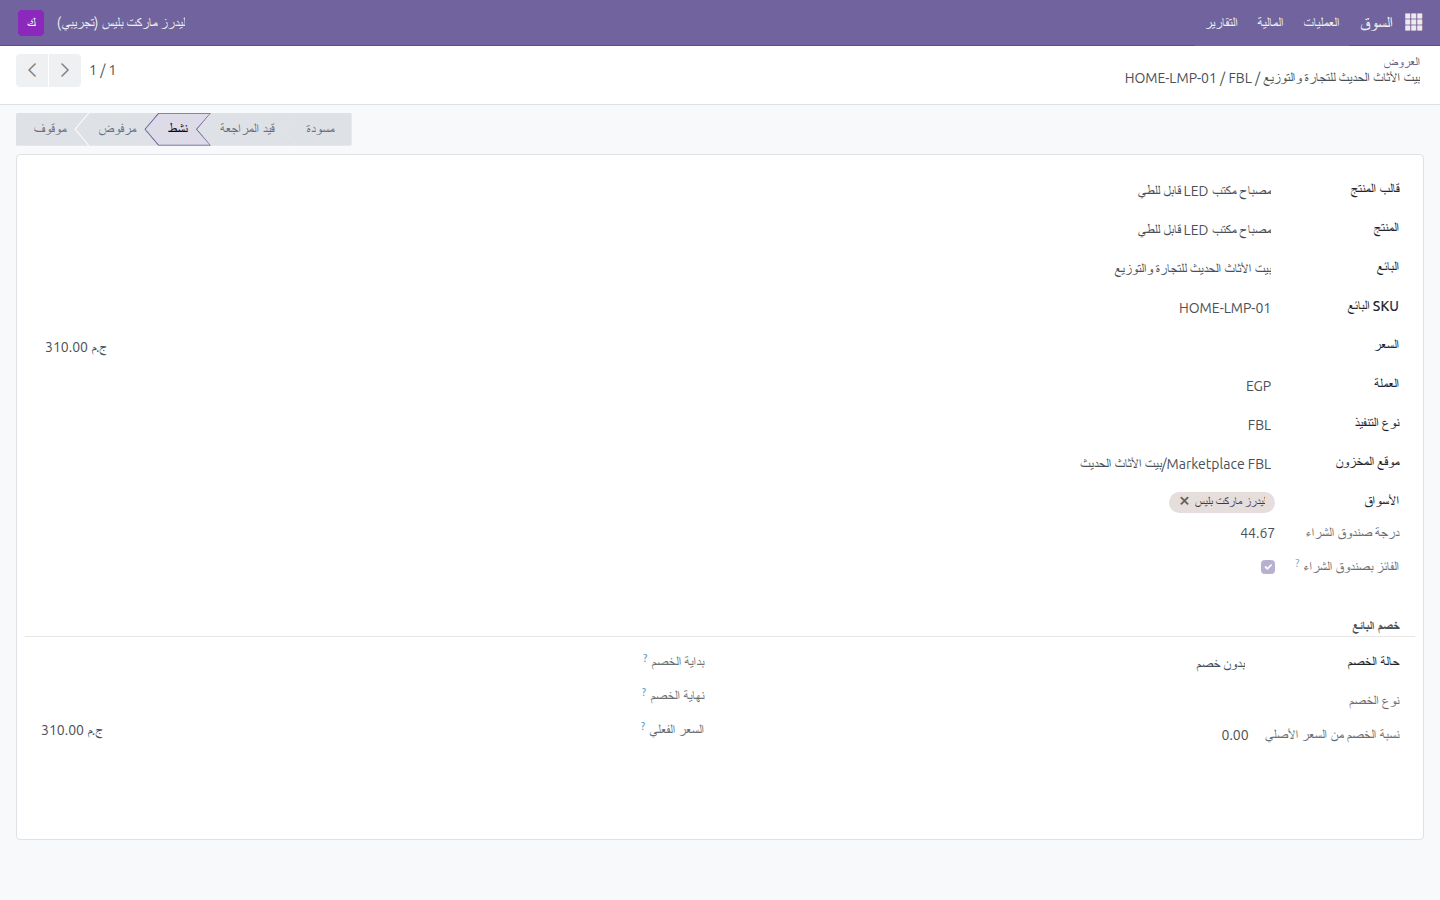 السوق
العمليات
المالية
التقارير
ليدرز ماركت بليس (تجريبي)
ك
العروض
بيت الأثاث الحديث للتجارة والتوزيع / HOME-LMP-01 / FBL
1 / 1
مسودة
قيد المراجعة
نشط
مرفوض
موقوف
قالب المنتج
مصباح مكتب LED قابل للطي
المنتج
مصباح مكتب LED قابل للطي
البائع
بيت الأثاث الحديث للتجارة والتوزيع
SKU البائع
HOME-LMP-01
السعر
310.00 ج.م
العملة
EGP
نوع التنفيذ
FBL
موقع المخزون
Marketplace FBL/بيت الأثاث الحديث
الأسواق
ليدرز ماركت بليس ×
درجة صندوق الشراء
44.67
الفائز بصندوق الشراء ?
خصم البائع
حالة الخصم
بدون خصم
بداية الخصم ?
نوع الخصم
نهاية الخصم ?
نسبة الخصم من السعر الأصلي
0.00
السعر الفعلي ?
310.00 ج.م